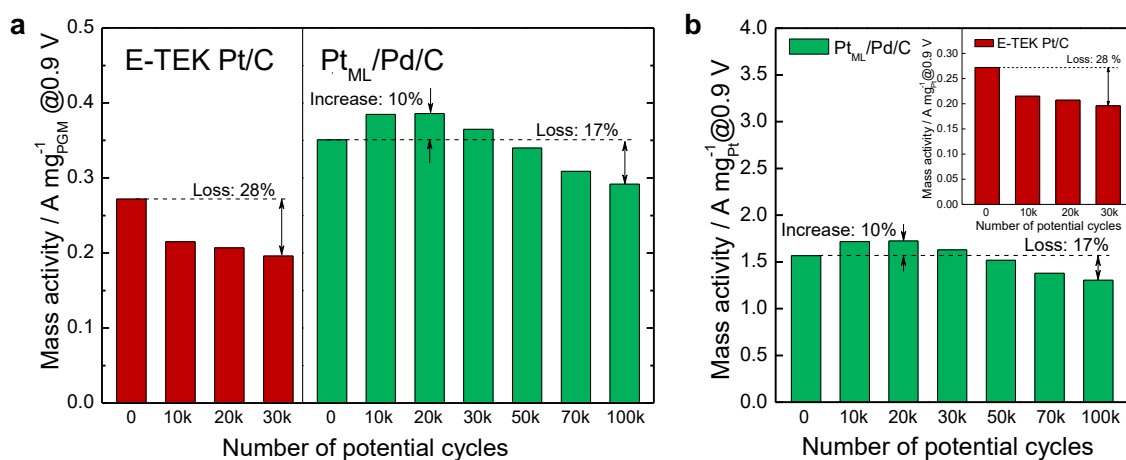 a
E-TEK Pt/C
Pt_ML/Pd/C
Increase: 10%
Loss: 17%
Loss: 28%
Mass activity / A mg⁻¹_PGM @0.9 V
0.5
0.4
0.3
0.2
0.1
0.0
0 10k 20k 30k 0 10k 20k 30k 50k 70k 100k
Number of potential cycles
b
Pt_ML/Pd/C
Increase: 10%
Loss: 17%
Mass activity / A mg⁻¹_Pt@0.9 V
4.0
3.5
3.0
2.5
2.0
1.5
1.0
0.5
0.0
0 10k 20k 30k 50k 70k 100k
Number of potential cycles
E-TEK Pt/C
Loss: 28 %
Mass activity / A mg⁻¹_Pt@0.9 V
0.30
0.25
0.20
0.15
0.10
0.05
0.00
0 10k 20k 30k
Number of potential cycles